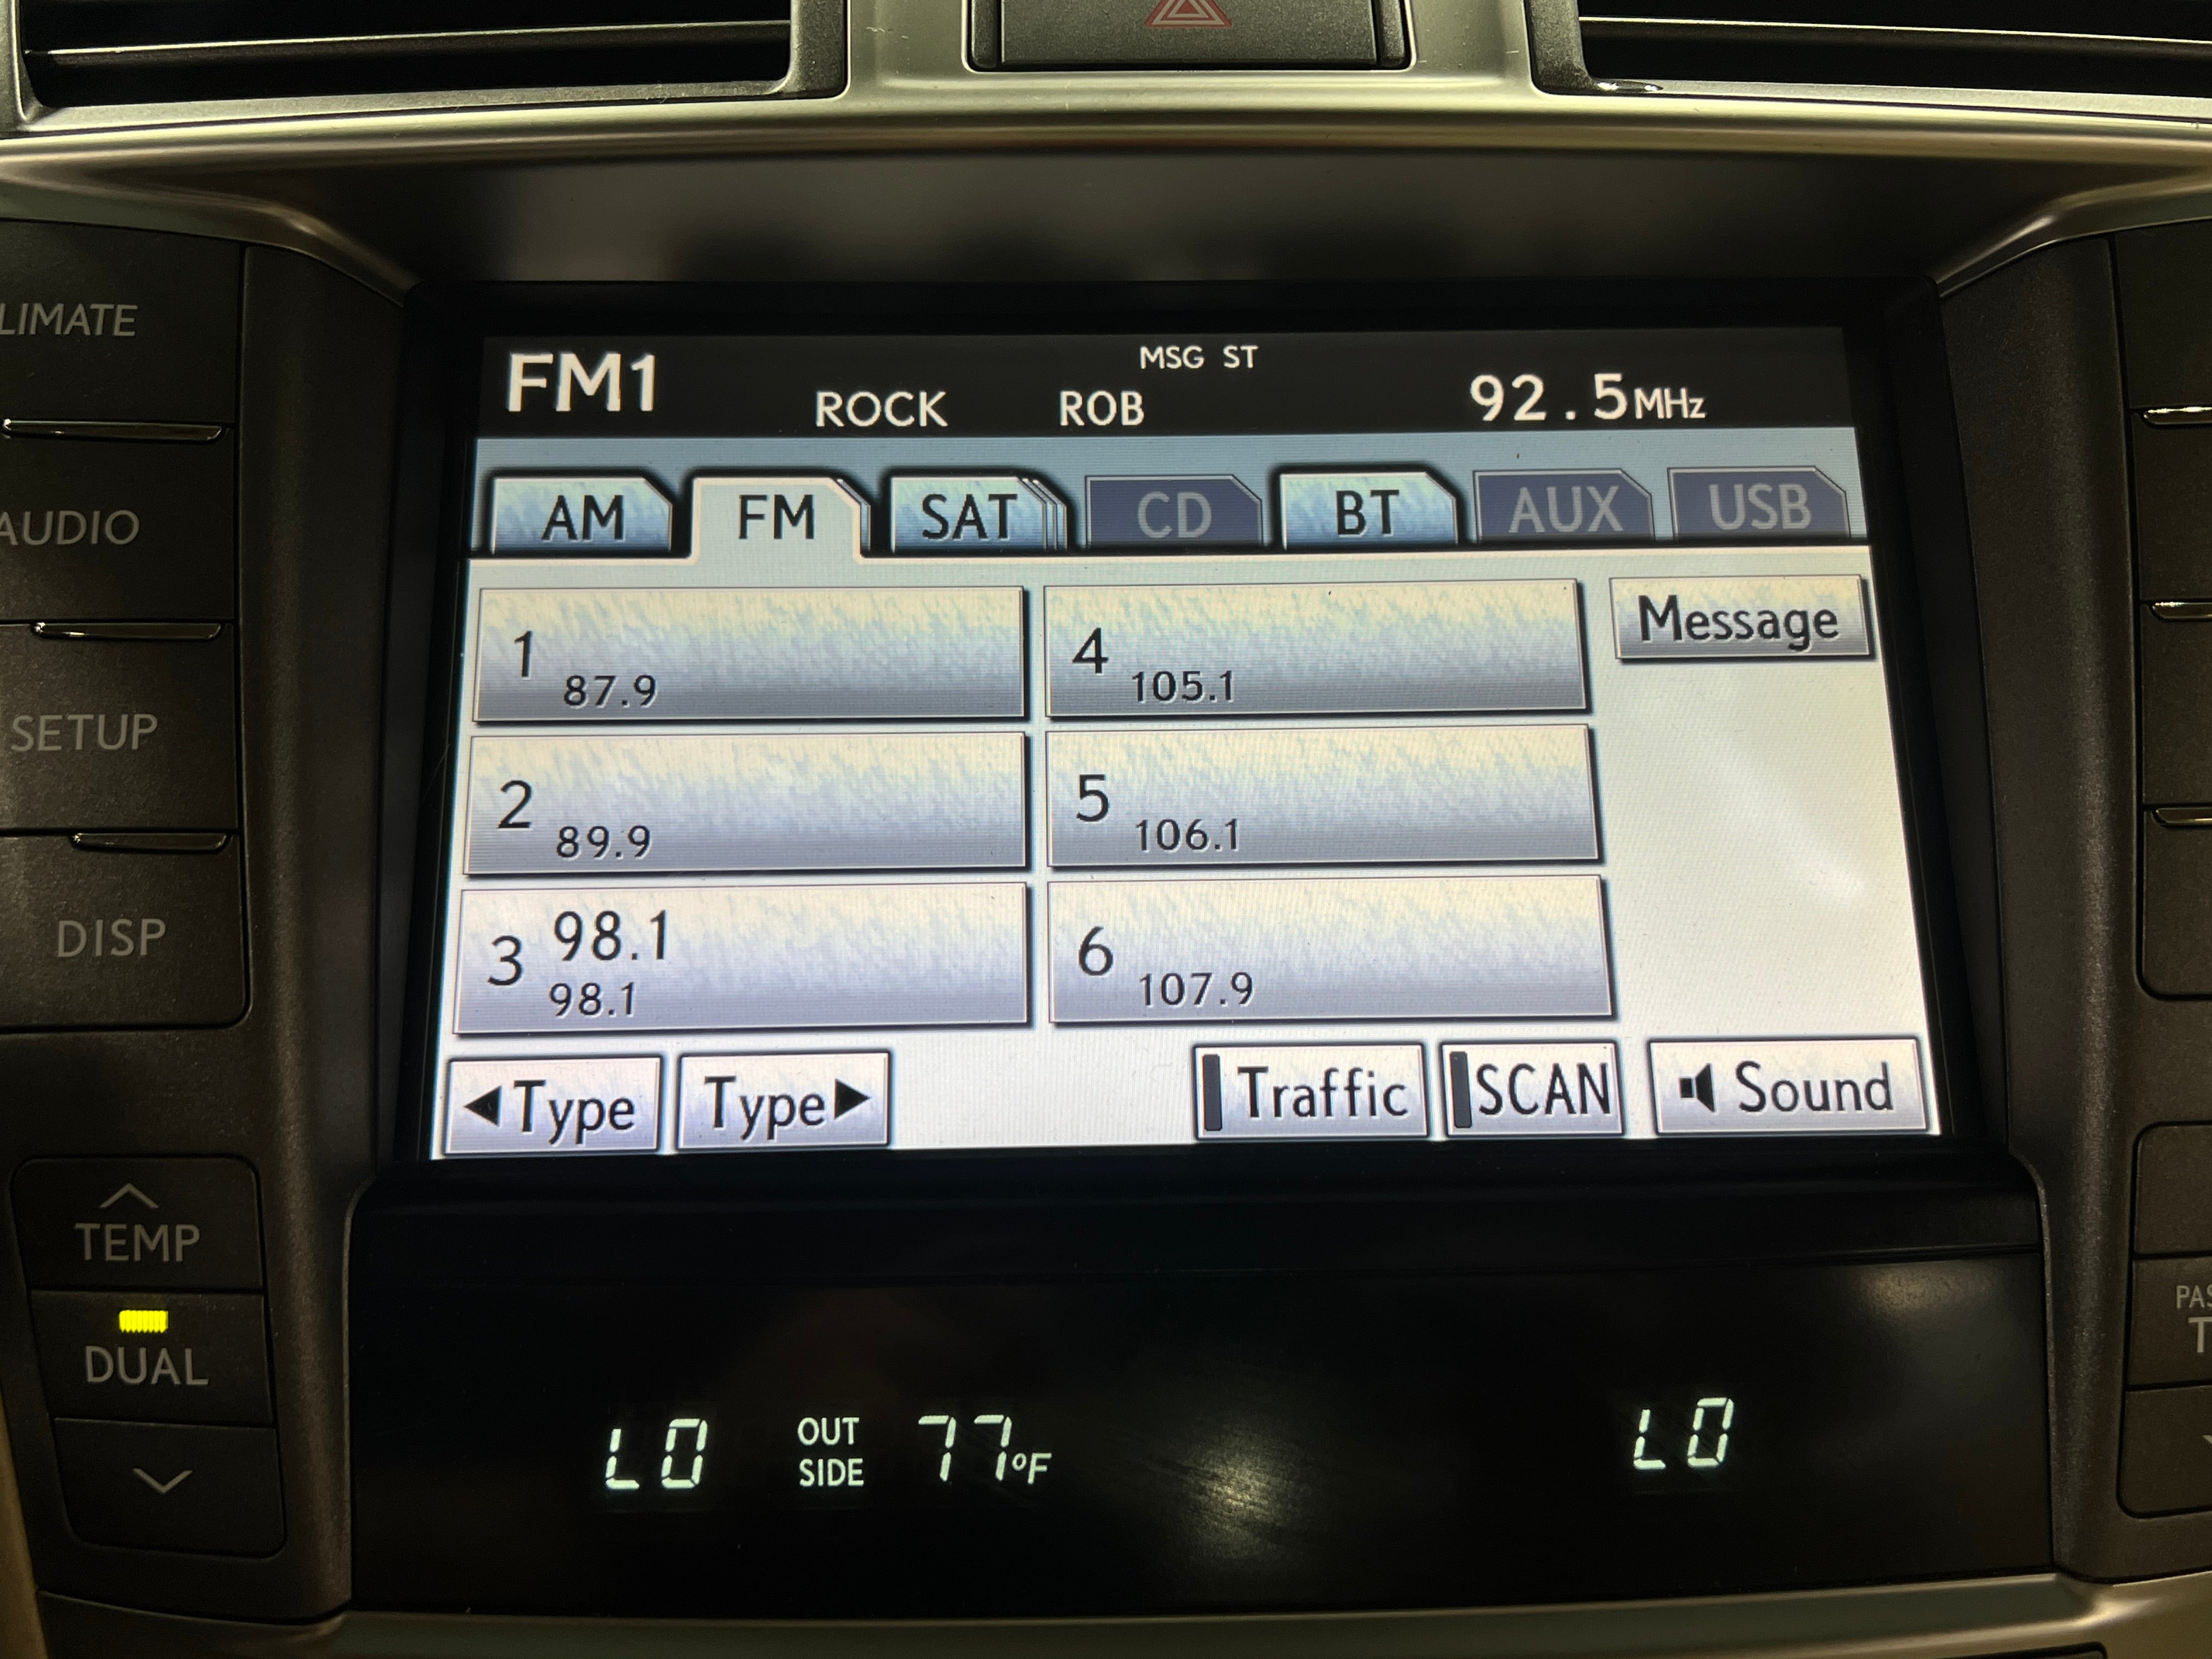 LIMATE
AUDIO
SETUP
DISP
FM1
MSG ST
ROCK ROB 92.5MHz
AM FM SAT CD BT AUX USB
1 87.9
4 105.1
Message
2 89.9
5 106.1
3 98.1
98.1
6 107.9
◀Type Type▶ Traffic SCAN Sound
TEMP
DUAL
LO OUT SIDE 77°F LO
PAS
T